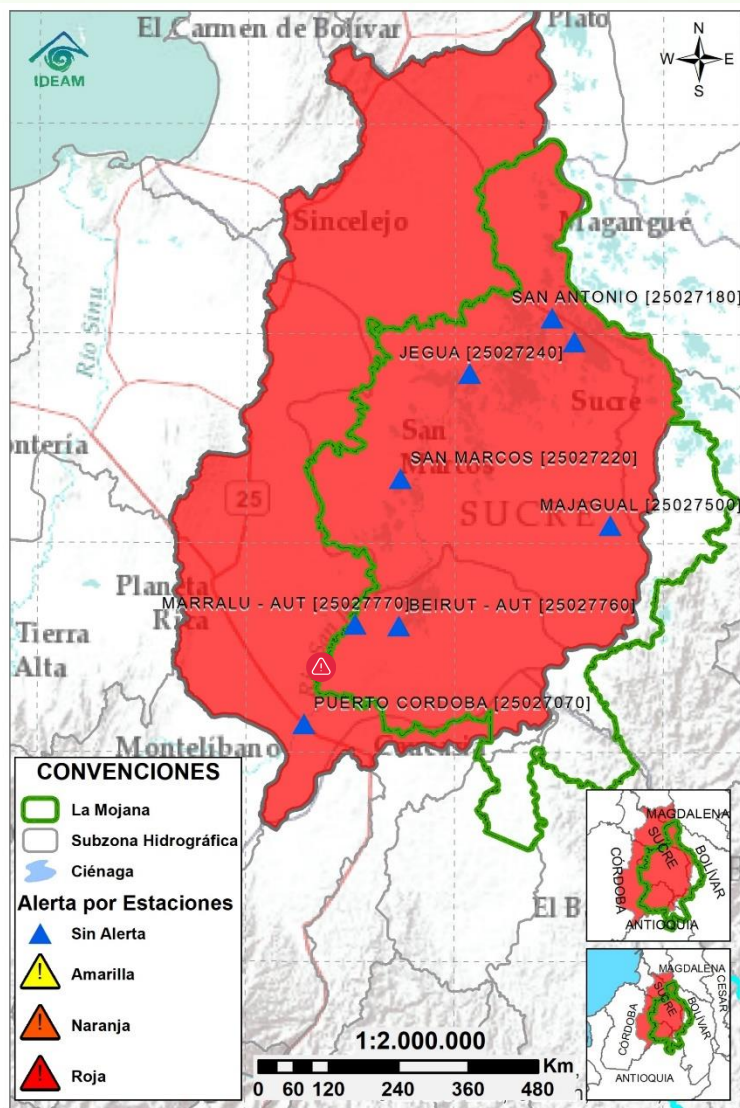 El Carmen de Bolívar
Plato
IDEAM
N
W
E
S
Sincelejo
Magangué
Río Sinu
SAN ANTONIO [25027180]
JEGUA [25027240]
Sucre
San
Marcos
SAN MARCOS [25027220]
ontería
25
SUCRE
MAJAGUAL [25027500]
Planeta
Rica
MARRALU - AUT [25027770]
BEIRUT - AUT [25027760]
Tierra
Alta
PUERTO CORDOBA [25027070]
Montelíbano
El B
CONVENCIONES
La Mojana
Subzona Hidrográfica
Ciénaga
Alerta por Estaciones
Sin Alerta
Amarilla
Naranja
Roja
1:2.000.000
Km
0 60 120 240 360 480
MAGDALENA
SUCRE
BOLÍVAR
CÓRDOBA
ANTIOQUIA
MAGDALENA
CESAR
SUCRE
BOLÍVAR
CÓRDOBA
ANTIOQUIA